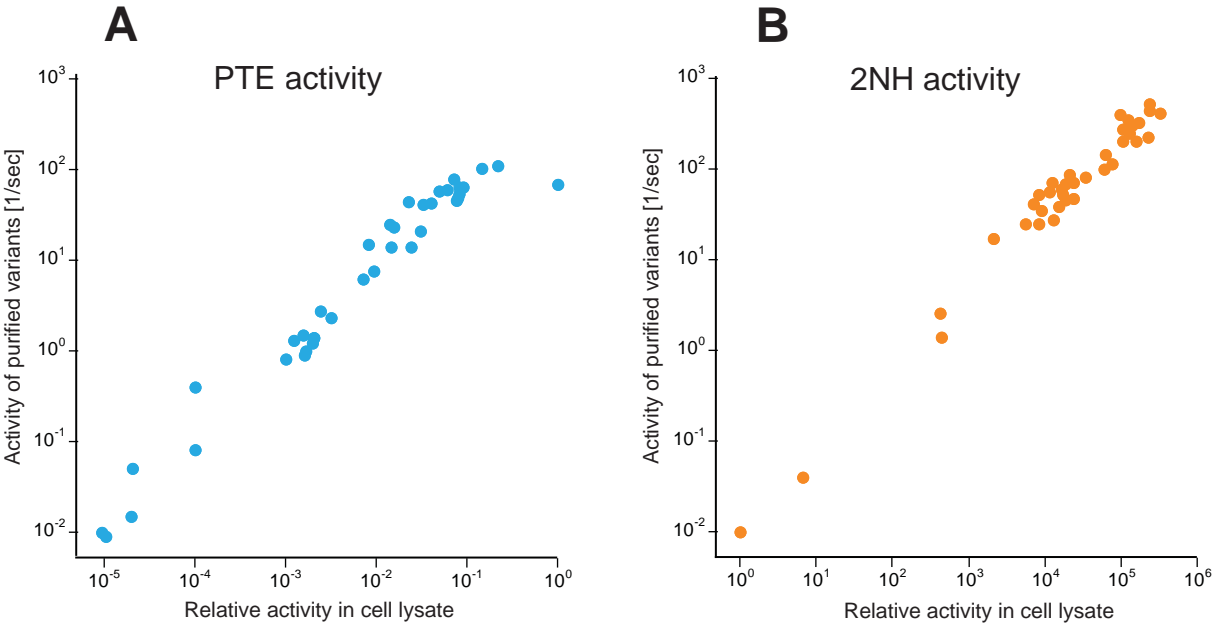 A
PTE activity
Activity of purified variants [1/sec]
10³
10²
10¹
10⁰
10⁻¹
10⁻²
10⁻⁵ 10⁻⁴ 10⁻³ 10⁻² 10⁻¹ 10⁰
Relative activity in cell lysate
B
2NH activity
Activity of purified variants [1/sec]
10³
10²
10¹
10⁰
10⁻¹
10⁻²
10⁰ 10¹ 10² 10³ 10⁴ 10⁵ 10⁶
Relative activity in cell lysate